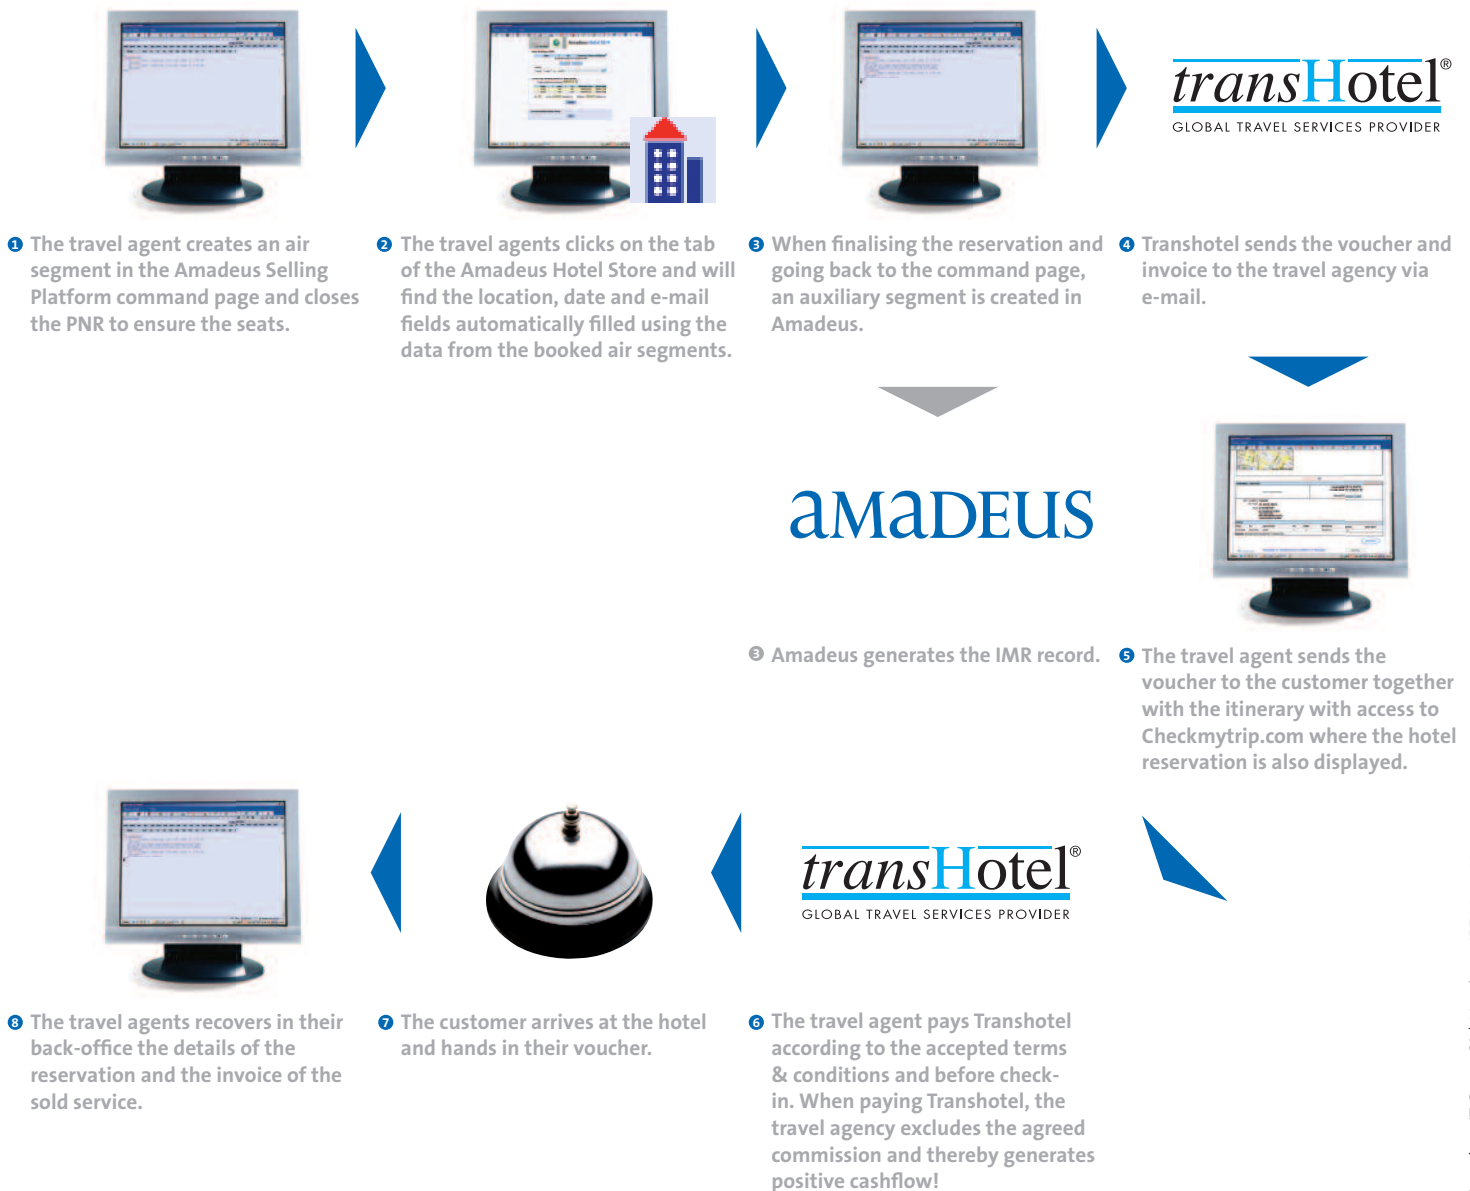 transHotel®
GLOBAL TRAVEL SERVICES PROVIDER
1 The travel agent creates an air
segment in the Amadeus Selling
Platform command page and closes
the PNR to ensure the seats.
2 The travel agents clicks on the tab
of the Amadeus Hotel Store and will
find the location, date and e-mail
fields automatically filled using the
data from the booked air segments.
3 When finalising the reservation and
going back to the command page,
an auxiliary segment is created in
Amadeus.
4 Transhotel sends the voucher and
invoice to the travel agency via
e-mail.
aMaDEUS
3 Amadeus generates the IMR record.
5 The travel agent sends the
voucher to the customer together
with the itinerary with access to
Checkmytrip.com where the hotel
reservation is also displayed.
transHotel®
GLOBAL TRAVEL SERVICES PROVIDER
8 The travel agents recovers in their
back-office the details of the
reservation and the invoice of the
sold service.
7 The customer arrives at the hotel
and hands in their voucher.
6 The travel agent pays Transhotel
according to the accepted terms
& conditions and before check-
in. When paying Transhotel, the
travel agency excludes the agreed
commission and thereby generates
positive cashflow!